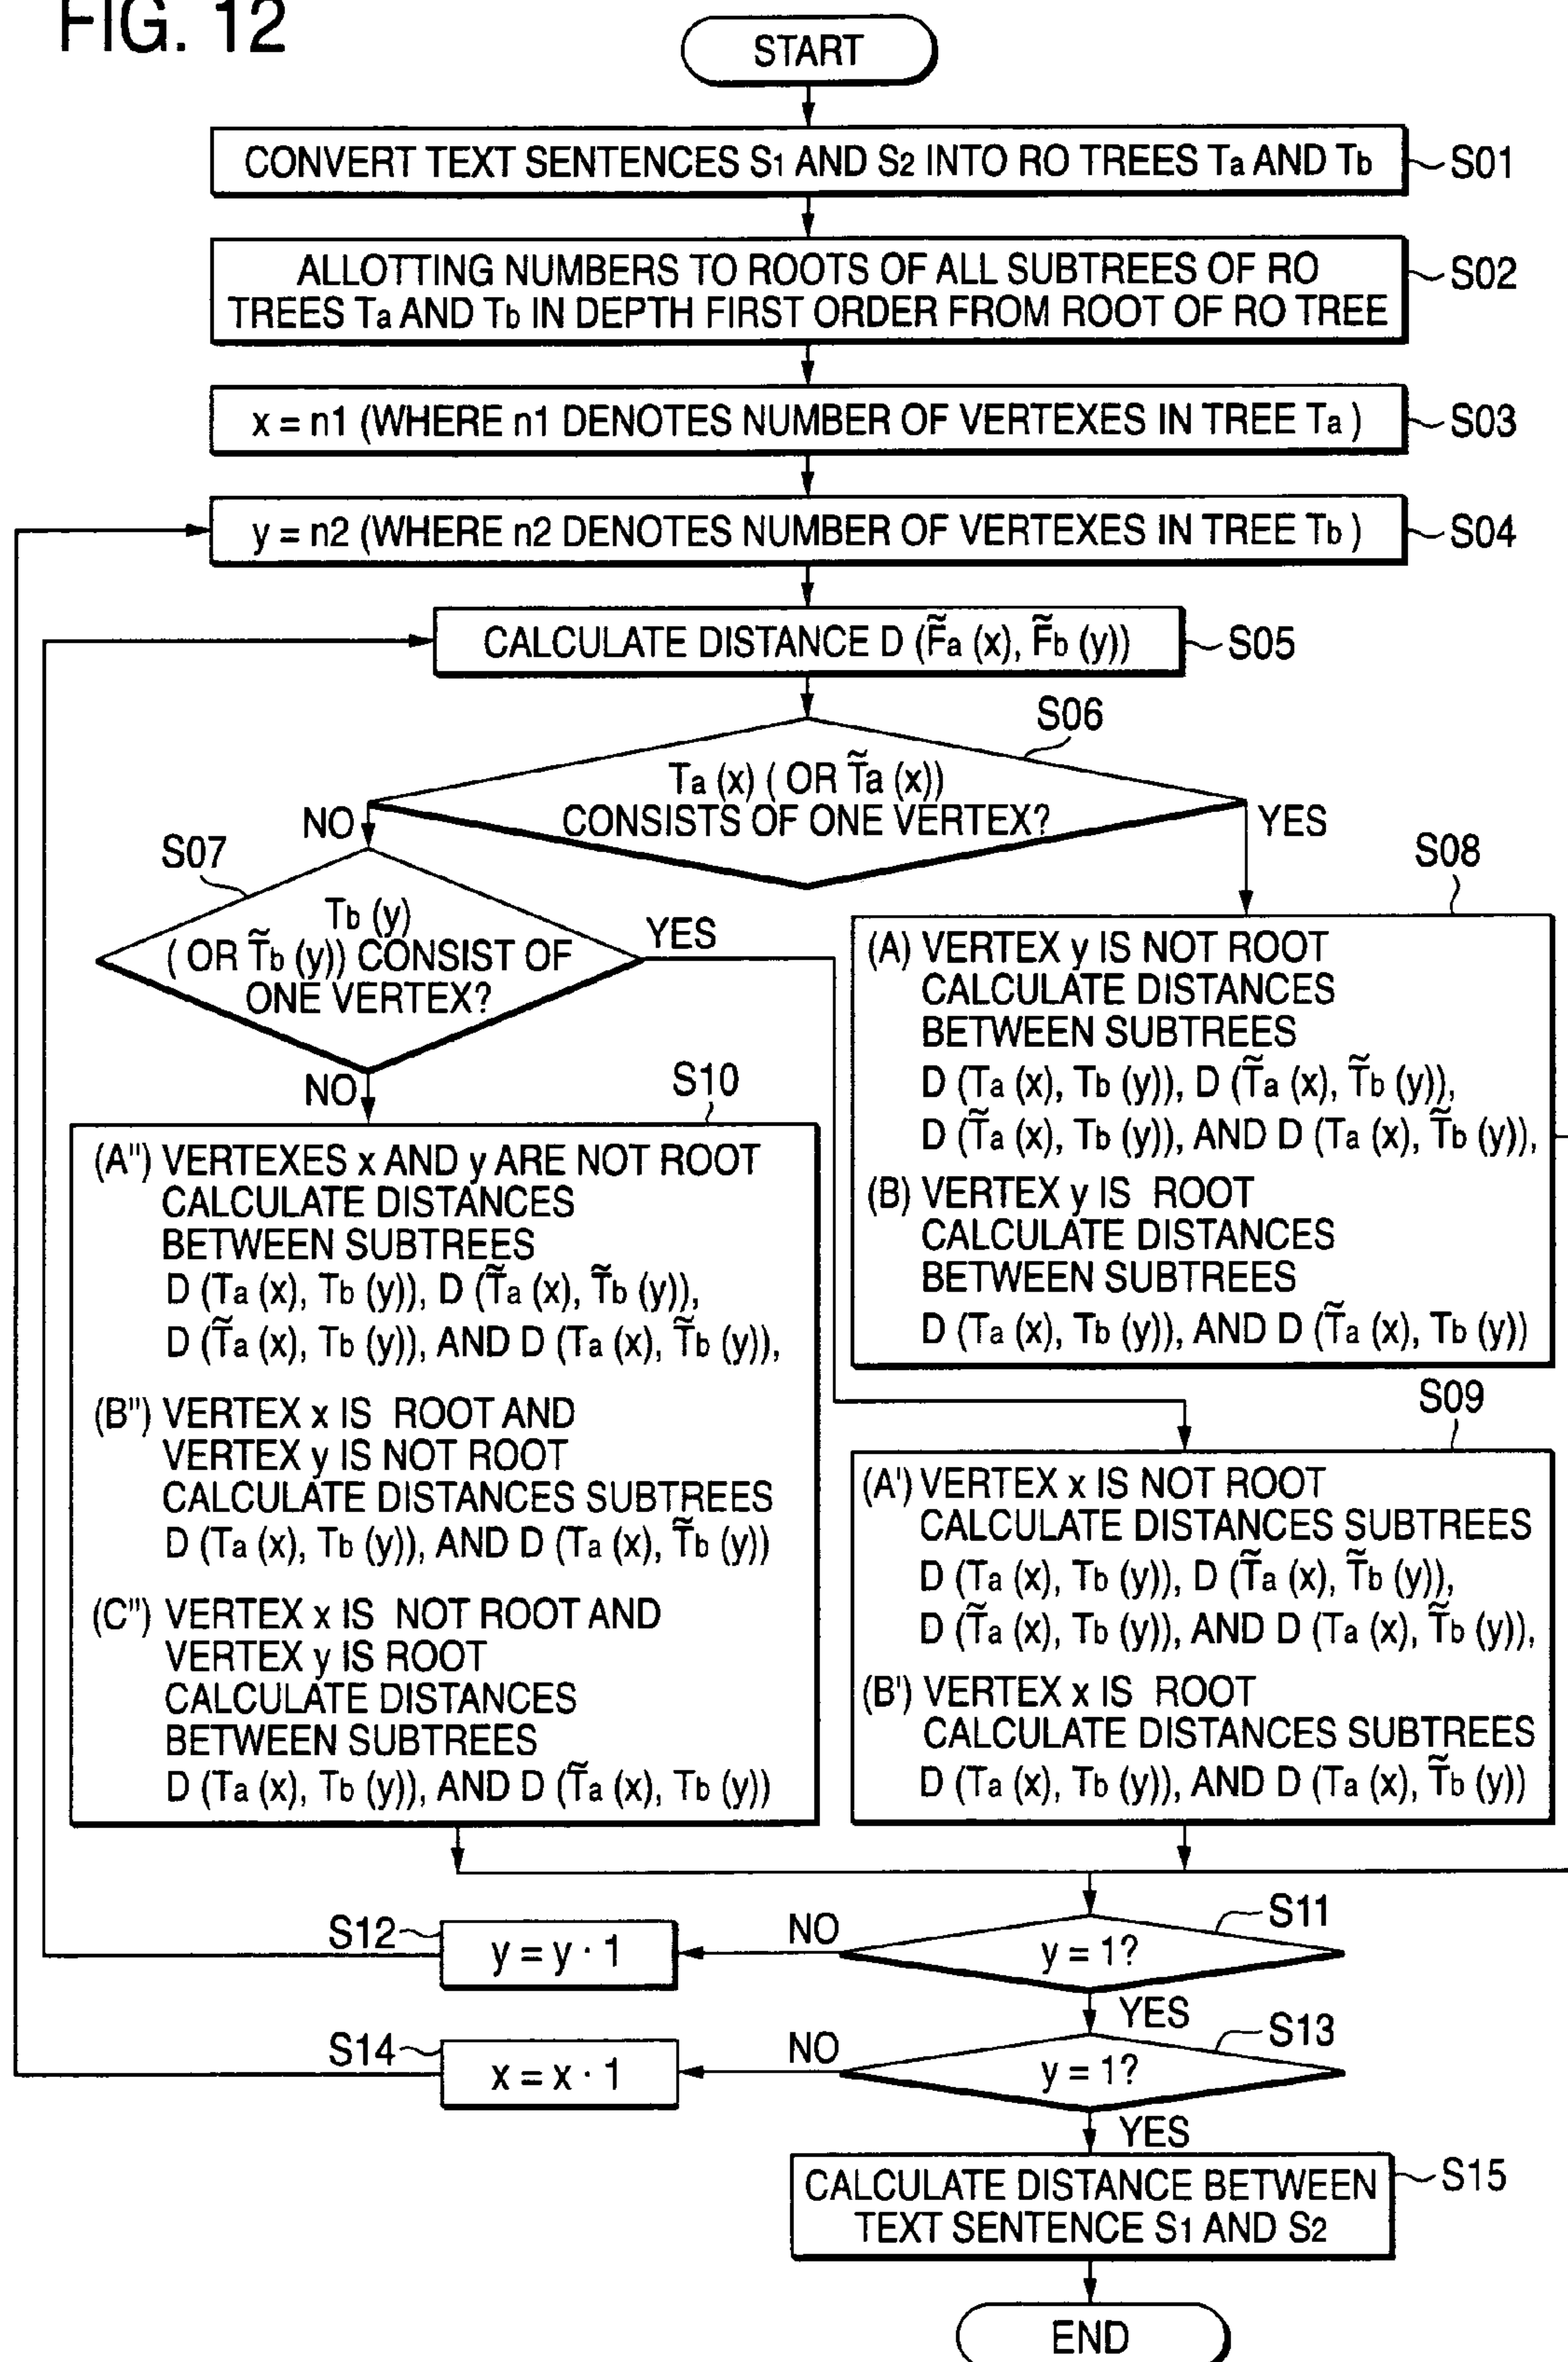 FIG. 12
START
CONVERT TEXT SENTENCES S1 AND S2 INTO RO TREES Ta AND Tb
S01
ALLOTTING NUMBERS TO ROOTS OF ALL SUBTREES OF RO
TREES Ta AND Tb IN DEPTH FIRST ORDER FROM ROOT OF RO TREE
S02
x = n1 (WHERE n1 DENOTES NUMBER OF VERTEXES IN TREE Ta )
S03
y = n2 (WHERE n2 DENOTES NUMBER OF VERTEXES IN TREE Tb )
S04
CALCULATE DISTANCE D (F̃a (x), F̃b (y))
S05
S06
Ta (x) ( OR T̃a (x))
CONSISTS OF ONE VERTEX?
NO
YES
S07
Tb (y)
( OR T̃b (y)) CONSIST OF
ONE VERTEX?
YES
NO
S08
(A) VERTEX y IS NOT ROOT
CALCULATE DISTANCES
BETWEEN SUBTREES
D (Ta (x), Tb (y)), D (T̃a (x), T̃b (y)),
D (T̃a (x), Tb (y)), AND D (Ta (x), T̃b (y)),
(B) VERTEX y IS ROOT
CALCULATE DISTANCES
BETWEEN SUBTREES
D (Ta (x), Tb (y)), AND D (T̃a (x), Tb (y))
S10
(A") VERTEXES x AND y ARE NOT ROOT
CALCULATE DISTANCES
BETWEEN SUBTREES
D (Ta (x), Tb (y)), D (T̃a (x), T̃b (y)),
D (T̃a (x), Tb (y)), AND D (Ta (x), T̃b (y)),
(B") VERTEX x IS ROOT AND
VERTEX y IS NOT ROOT
CALCULATE DISTANCES SUBTREES
D (Ta (x), Tb (y)), AND D (Ta (x), T̃b (y))
(C") VERTEX x IS NOT ROOT AND
VERTEX y IS ROOT
CALCULATE DISTANCES
BETWEEN SUBTREES
D (Ta (x), Tb (y)), AND D (T̃a (x), Tb (y))
S09
(A') VERTEX x IS NOT ROOT
CALCULATE DISTANCES SUBTREES
D (Ta (x), Tb (y)), D (T̃a (x), T̃b (y)),
D (T̃a (x), Tb (y)), AND D (Ta (x), T̃b (y)),
(B') VERTEX x IS ROOT
CALCULATE DISTANCES SUBTREES
D (Ta (x), Tb (y)), AND D (Ta (x), T̃b (y))
S11
y = 1?
NO
YES
S12
y = y · 1
S13
y = 1?
NO
YES
S14
x = x · 1
CALCULATE DISTANCE BETWEEN
TEXT SENTENCE S1 AND S2
S15
END